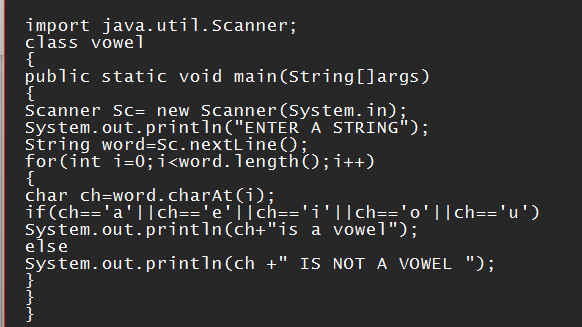 import java.util.Scanner;
class vowel
{
public static void main(String[]args)
{
Scanner Sc= new Scanner(System.in);
System.out.println("ENTER A STRING");
String word=Sc.nextLine();
for(int i=0;i<word.length();i++)
{
char ch=word.charAt(i);
if(ch=='a'||ch=='e'||ch=='i'||ch=='o'||ch=='u')
System.out.println(ch+"is a vowel");
else
System.out.println(ch +" IS NOT A VOWEL ");
}
}
}